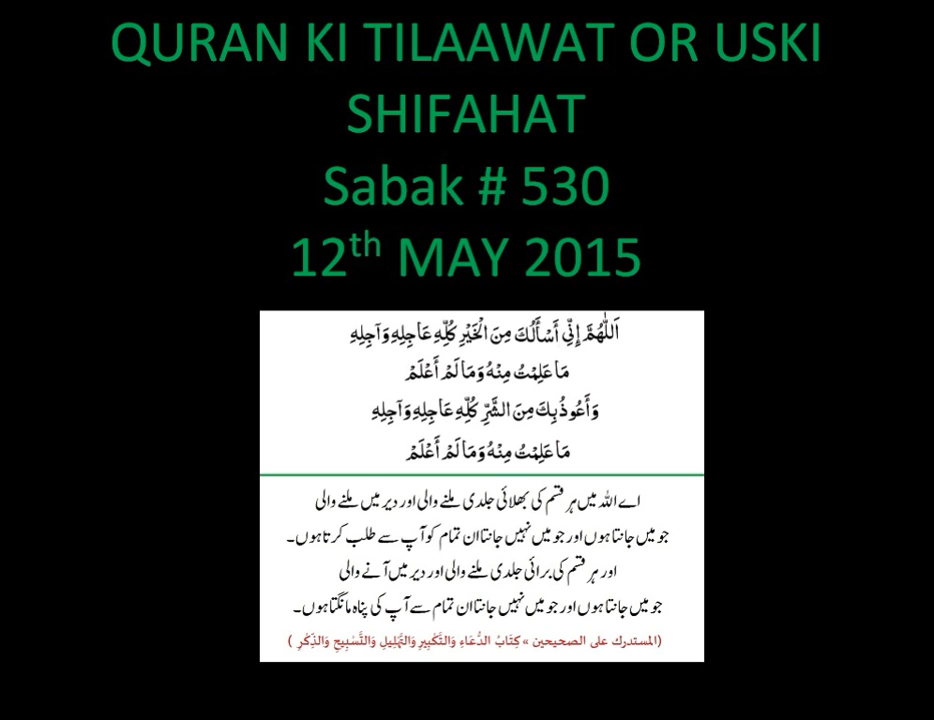 QURAN KI TILAAWAT OR USKI
SHIFAHAT
Sabak # 530
12th MAY 2015
اَللّٰهُمَّ إِنِّي أَسْأَلُكَ مِنَ الْخَيْرِ كُلِّهِ عَاجِلِهِ وَآجِلِهِ
مَا عَلِمْتُ مِنْهُ وَمَا لَمْ أَعْلَمْ
وَأَعُوذُ بِكَ مِنَ الشَّرِّ كُلِّهِ عَاجِلِهِ وَآجِلِهِ
مَا عَلِمْتُ مِنْهُ وَمَا لَمْ أَعْلَمْ
اے اللہ میں ہر قسم کی بھلائی جلدی ملنے والی اور دیر میں ملنے والی
جو میں جانتا ہوں اور جو میں نہیں جانتا ان تمام کو آپ سے طلب کرتا ہوں۔
اور ہر قسم کی برائی جلدی ملنے والی اور دیر میں آنے والی
جو میں جانتا ہوں اور جو میں نہیں جانتا ان تمام سے آپ کی پناہ مانگتا ہوں۔
(المستدرك على الصحيحين » كِتَابُ الدُّعَاءِ وَالتَّكْبِيرِ وَالتَّهْلِيلِ وَالتَّسْبِيحِ وَالذِّكْرِ )